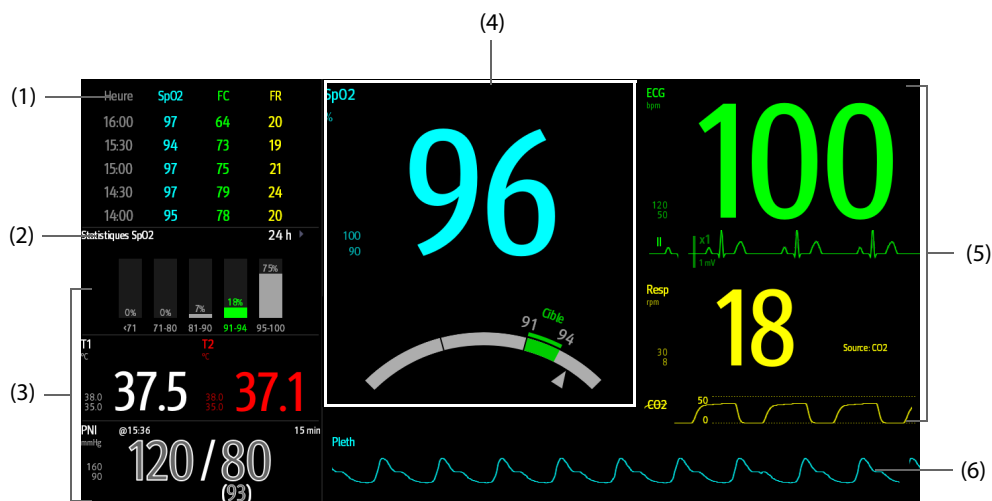 (4)
(1)
Heure SpO2 FC FR
16:00 97 64 20
15:30 94 73 19
15:00 97 75 21
14:30 97 79 24
14:00 95 78 20
(2)
Statistiques SpO2 24 h
0% 0% 7% 18% 75%
<71 71-80 81-90 91-94 95-100
(3)
T1
°C
38.0
35.0
37.5
T2
°C
38.0
35.0
37.1
PNI @15:36 15 min
mmHg
160
90
120/80
(93)
SpO2
%
96
100
90
Cible
91 94
ECG
bpm
100
120
50
II x1
1 mV
(5)
Resp
rpm
18
30
8
Source: CO2
CO2
50
0
Pleth
(6)